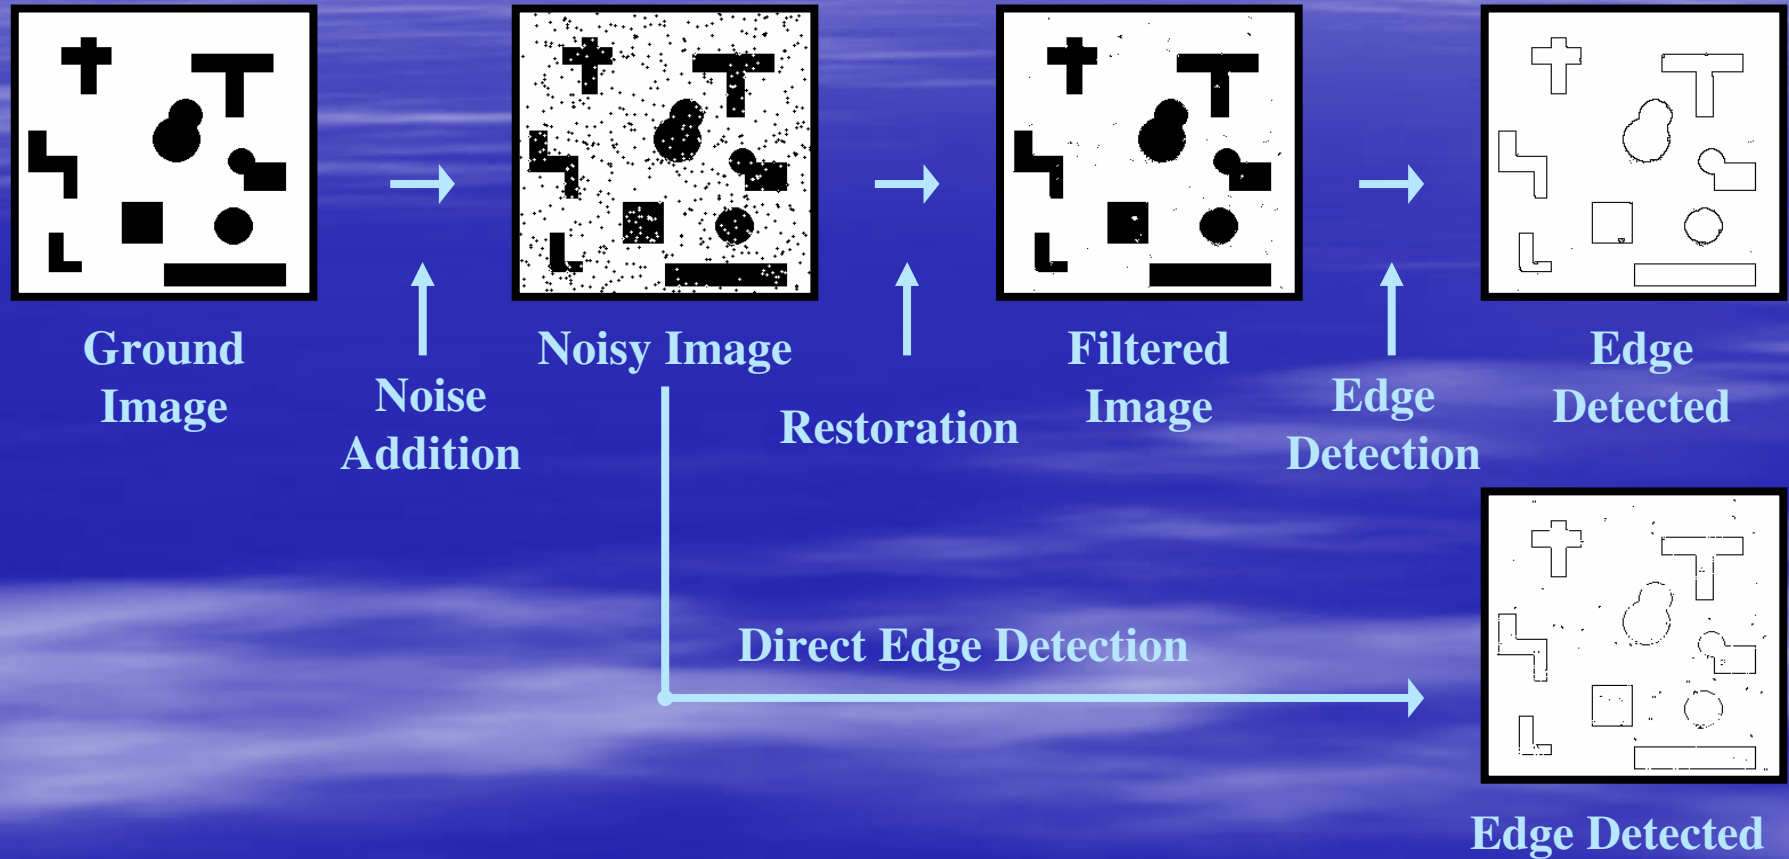 Ground
Image
Noise
Addition
Noisy Image
Restoration
Filtered
Image
Edge
Detection
Edge
Detected
Direct Edge Detection
Edge Detected